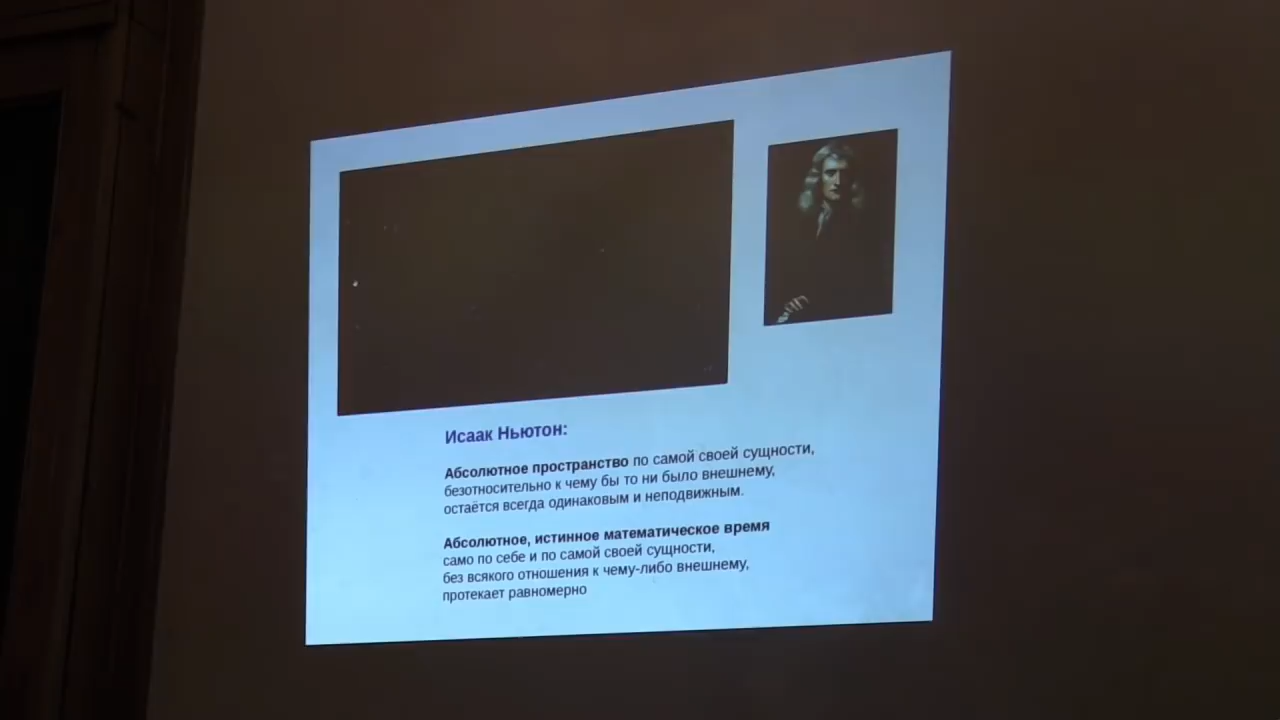 Исаак Ньютон:
Абсолютное пространство по самой своей сущности,
безотносительно к чему бы то ни было внешнему,
остаётся всегда одинаковым и неподвижным.
Абсолютное, истинное математическое время
само по себе и по самой своей сущности,
без всякого отношения к чему-либо внешнему,
протекает равномерно